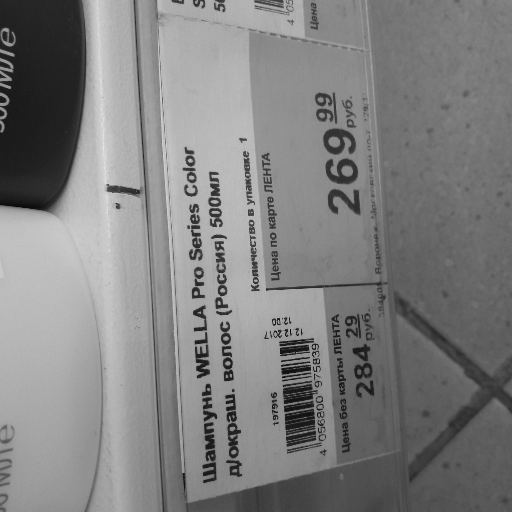 Шампунь WELLA Pro Series Color
д/окраш. волос (Россия) 500мл
Количество в упаковке 1
Цена по карте ЛЕНТА
269 99
руб.
197916
12.12.2017
12:00
4 056800 975839
Цена без карты ЛЕНТА
284 29
руб.
Цена